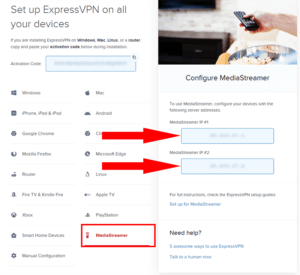 Set up ExpressVPN on all
your devices
If you are installing ExpressVPN on Windows, Mac, Linux, or a router,
copy and paste your activation code below during installation.
Activation Code:
Windows
Mac
iPhone, iPad & iPod
Android
Google Chrome
Mozilla Firefox
Microsoft Edge
Router
Linux
Fire TV & Kindle Fire
Apple TV
Xbox
PlayStation
Smart Home Devices
MediaStreamer
Manual Configuration
Configure MediaStreamer
To use MediaStreamer, configure your devices with the
following server addresses.
MediaStreamer IP #1
MediaStreamer IP #2
For full instructions, check the ExpressVPN setup guides.
Set up for MediaStreamer
Need help?
5 awesome ways to use ExpressVPN
Talk to a human now